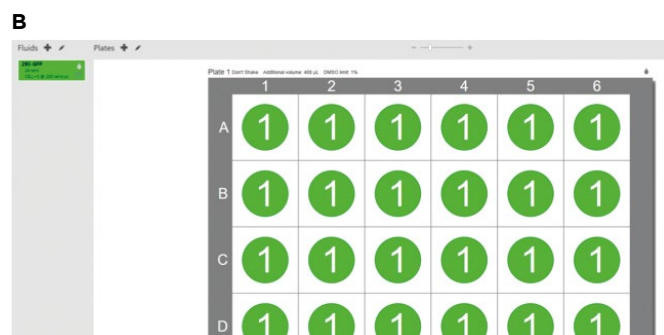 B
Fluids Plates
293-GFP
Plate 1 Don't Shake Additional volume: 400 µL DMSO limit: 1%
1 2 3 4 5 6
A 1 1 1 1 1 1
B 1 1 1 1 1 1
C 1 1 1 1 1 1
D 1 1 1 1 1 1